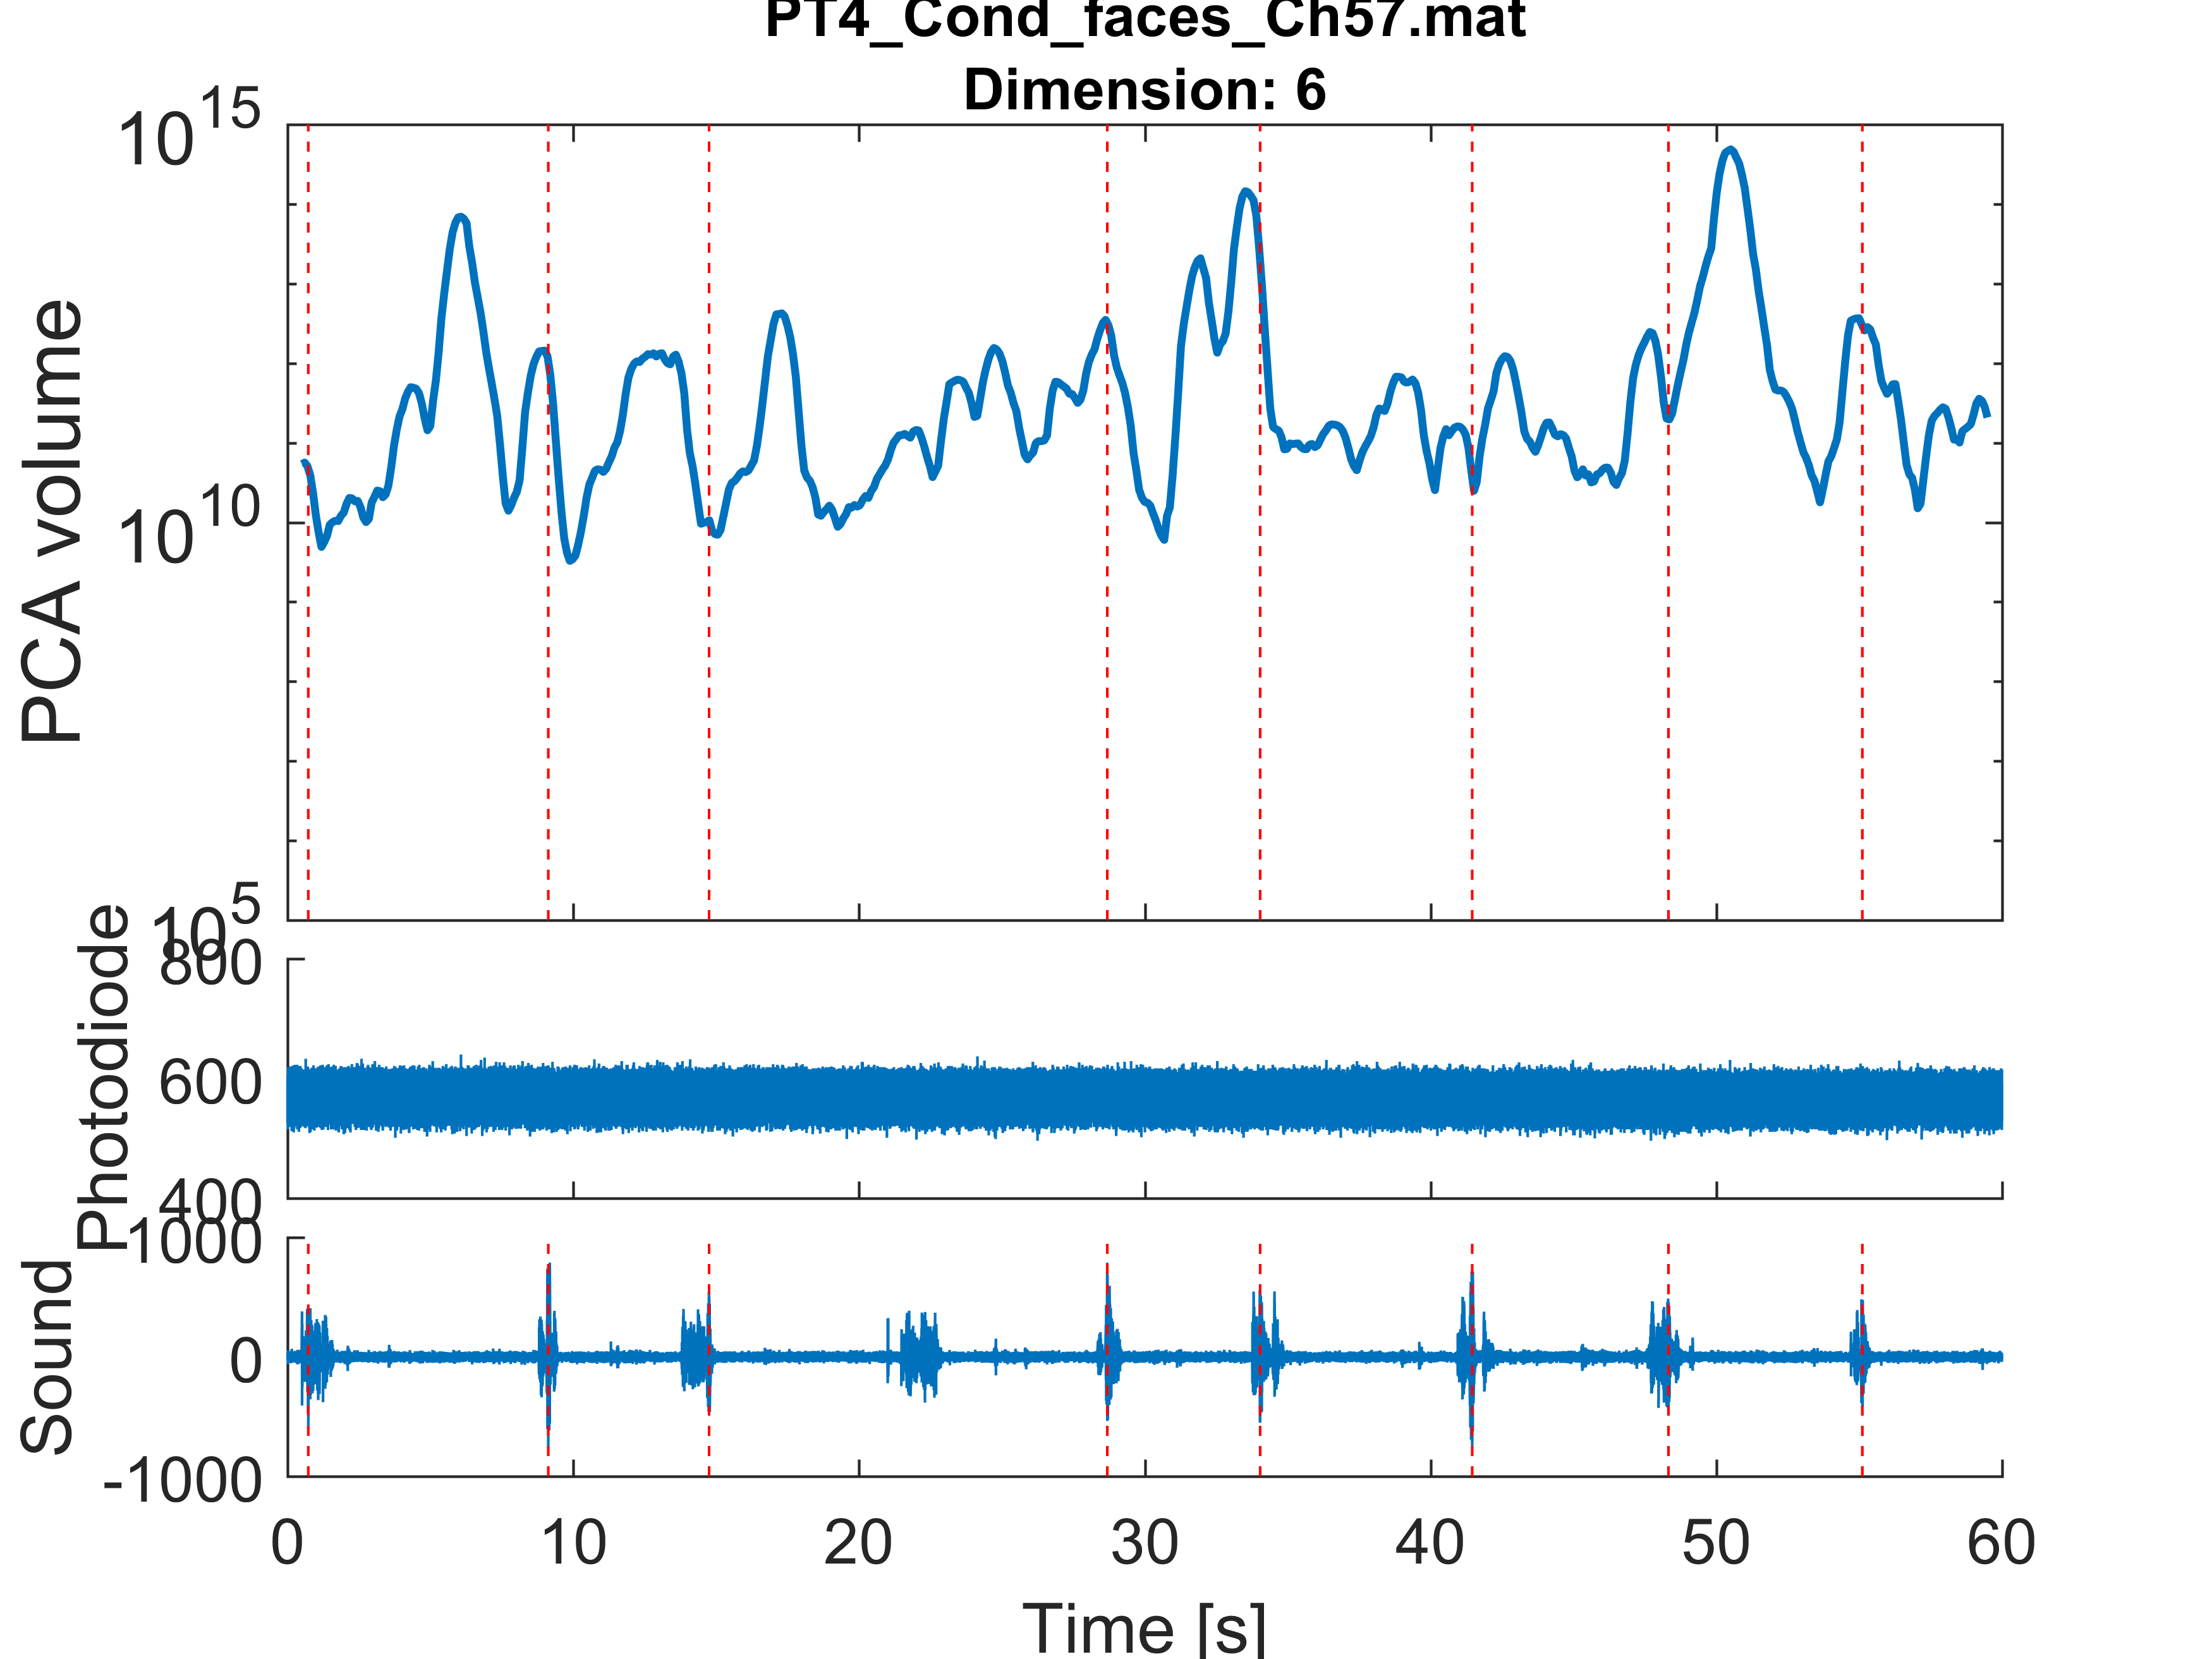 PT4_Cond_faces_Ch57.mat
Dimension: 6
PCA volume
10^15
10^10
10^5
Photodiode
800
600
400
Sound
1000
0
-1000
0 10 20 30 40 50 60
Time [s]